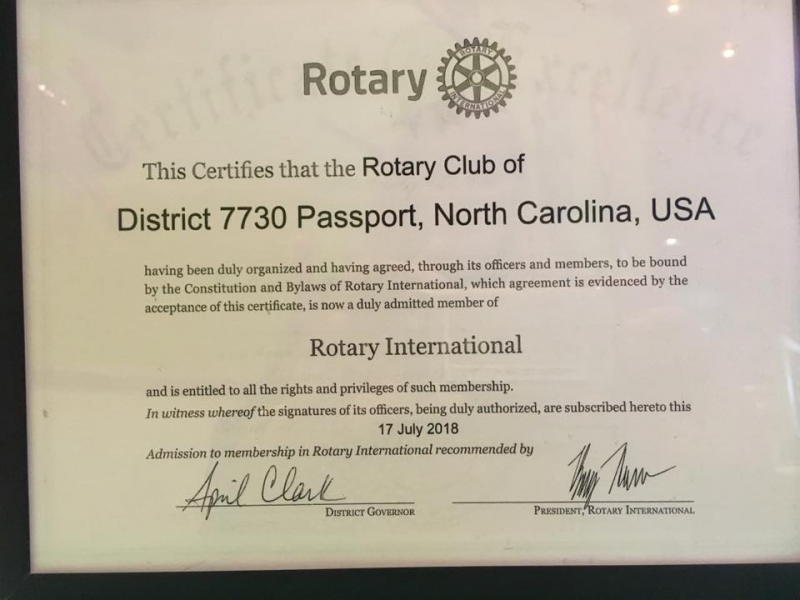 Certificate of Excellence
Rotary
ROTARY
INTERNATIONAL
This Certifies that the Rotary Club of
District 7730 Passport, North Carolina, USA
having been duly organized and having agreed, through its officers and members, to be bound
by the Constitution and Bylaws of Rotary International, which agreement is evidenced by the
acceptance of this certificate, is now a duly admitted member of
Rotary International
and is entitled to all the rights and privileges of such membership.
In witness whereof the signatures of its officers, being duly authorized, are subscribed hereto this
17 July 2018
Admission to membership in Rotary International recommended by
April Clark
DISTRICT GOVERNOR
PRESIDENT, ROTARY INTERNATIONAL